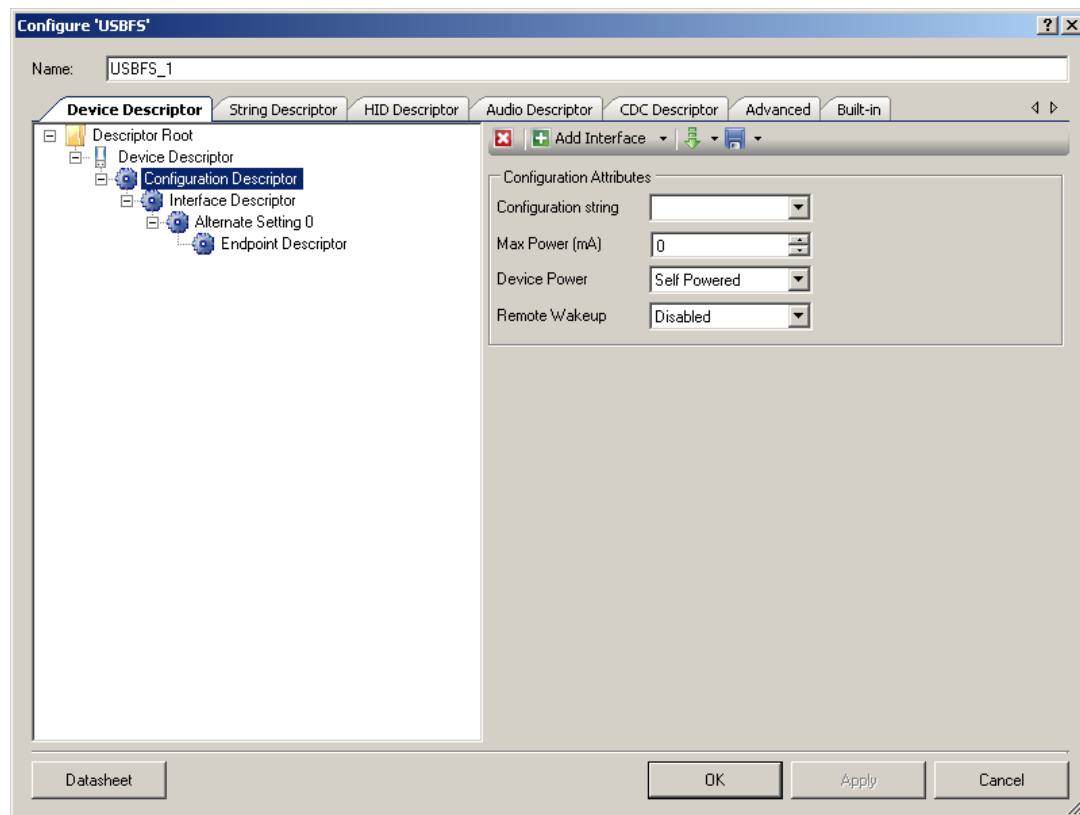 Configure 'USBFS'
Name: USBFS_1
Device Descriptor String Descriptor HID Descriptor Audio Descriptor CDC Descriptor Advanced Built-in
Descriptor Root
Device Descriptor
Configuration Descriptor
Interface Descriptor
Alternate Setting 0
Endpoint Descriptor
Add Interface
Configuration Attributes
Configuration string
Max Power (mA) 0
Device Power Self Powered
Remote Wakeup Disabled
Datasheet OK Apply Cancel